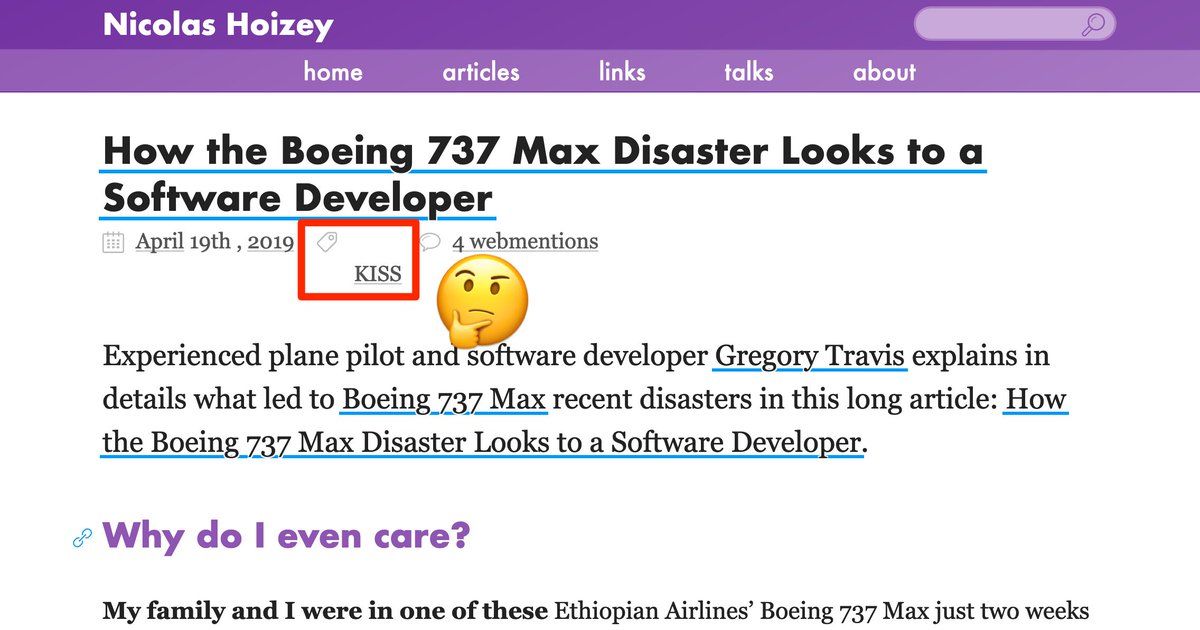 Nicolas Hoizey
home articles links talks about
How the Boeing 737 Max Disaster Looks to a
Software Developer
April 19th , 2019 4 webmentions
KISS
Experienced plane pilot and software developer Gregory Travis explains in
details what led to Boeing 737 Max recent disasters in this long article: How
the Boeing 737 Max Disaster Looks to a Software Developer.
Why do I even care?
My family and I were in one of these Ethiopian Airlines’ Boeing 737 Max just two weeks